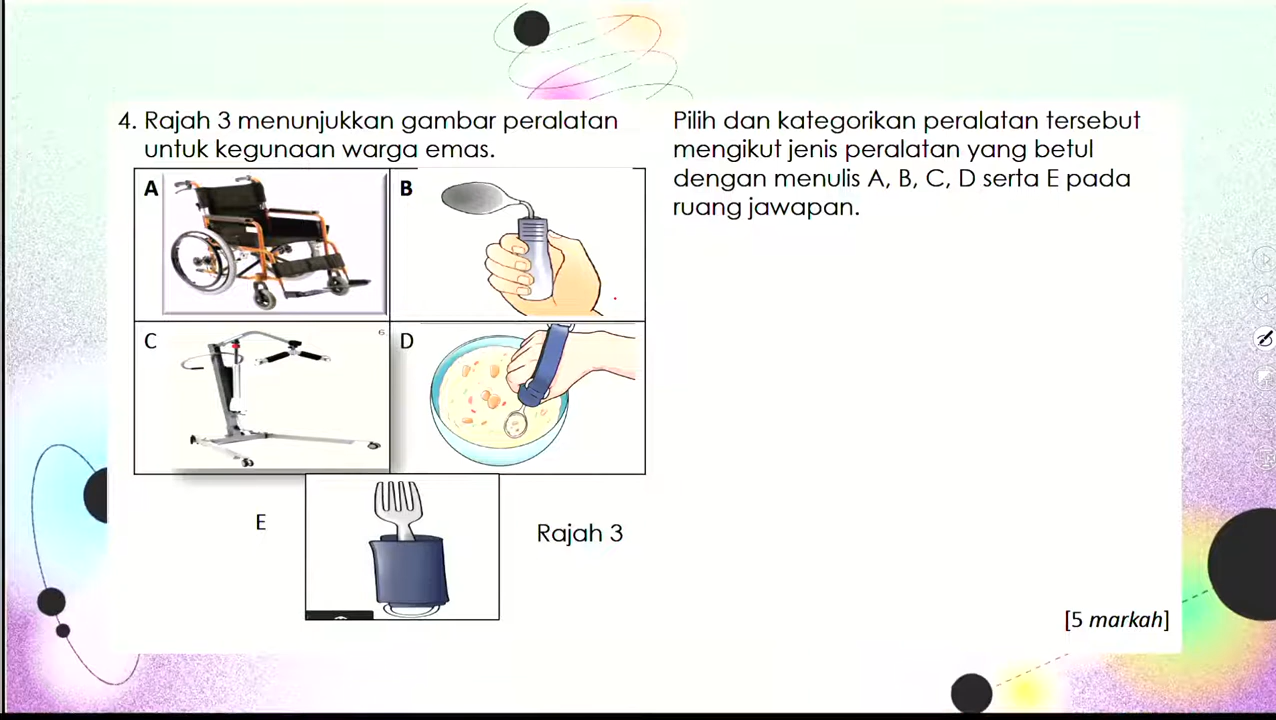 4. Rajah 3 menunjukkan gambar peralatan
untuk kegunaan warga emas.
A
B
C
6
D
E
Rajah 3
Pilih dan kategorikan peralatan tersebut
mengikut jenis peralatan yang betul
dengan menulis A, B, C, D serta E pada
ruang jawapan.
[5 markah]